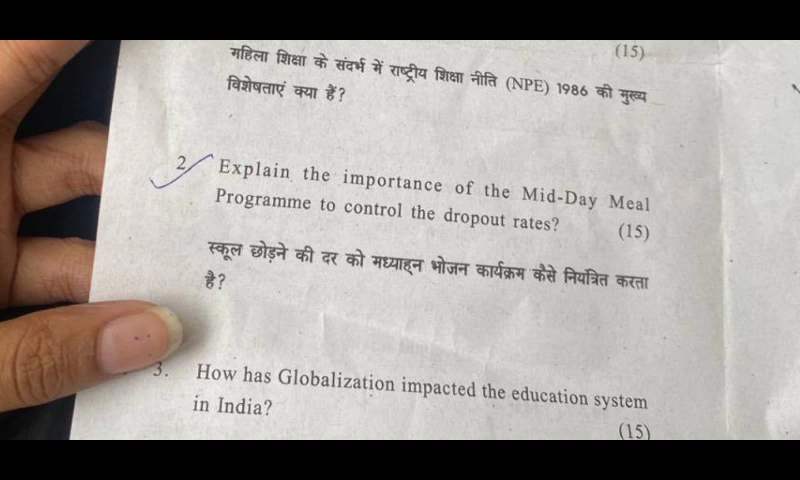 (15)
महिला शिक्षा के संदर्भ में राष्ट्रीय शिक्षा नीति (NPE) 1986 की मुख्य
विशेषताएं क्या हैं?
2. Explain the importance of the Mid-Day Meal
Programme to control the dropout rates? (15)
स्कूल छोड़ने की दर को मध्याह्न भोजन कार्यक्रम कैसे नियंत्रित करता
है?
3. How has Globalization impacted the education system
in India?
(15)